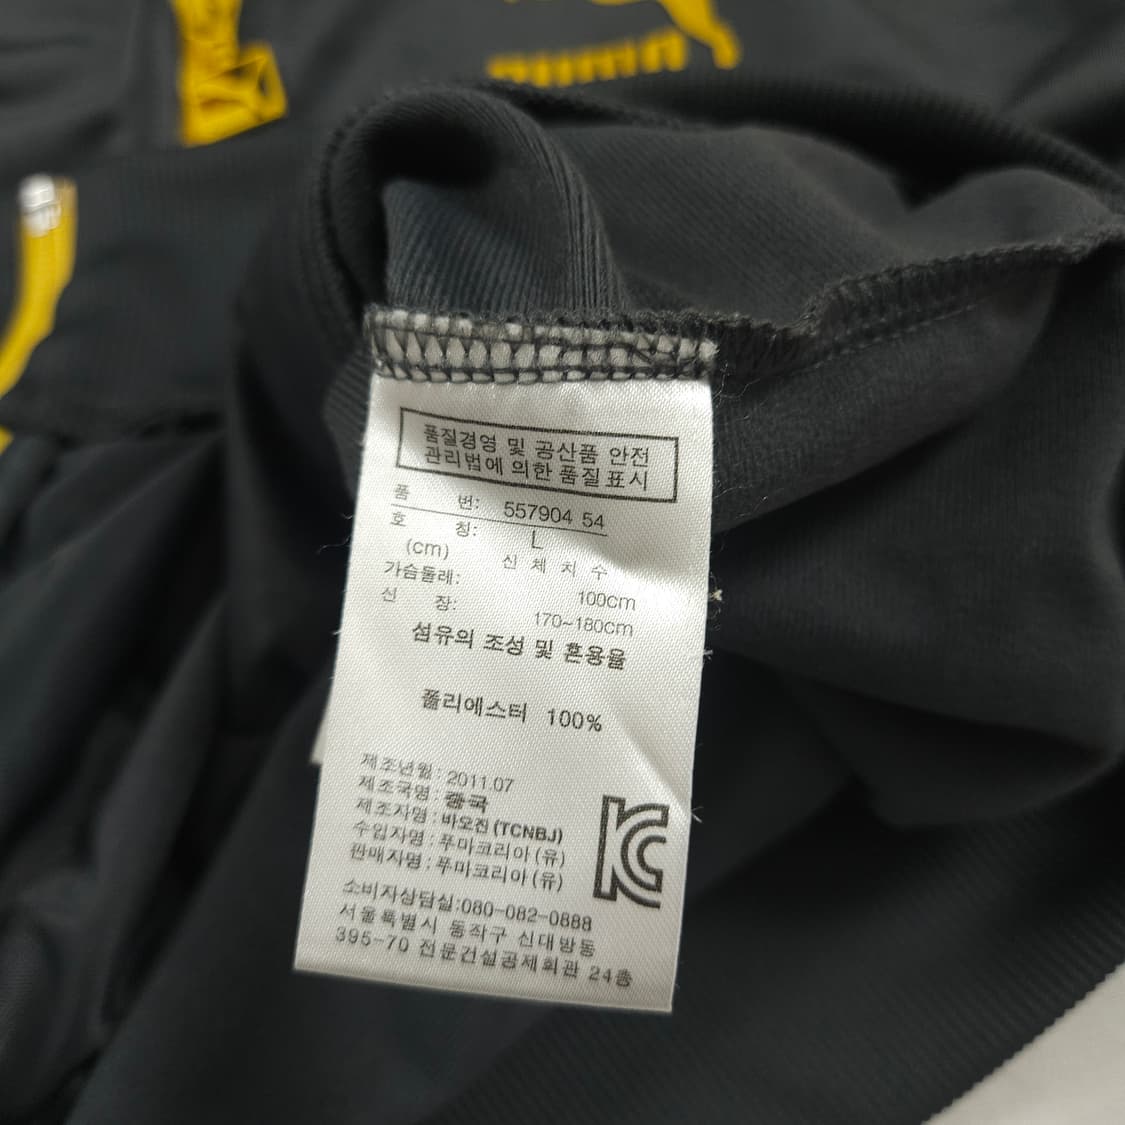 PUMA
품질경영 및 공산품 안전
관리법에 의한 품질표시
품 번: 557904 54
호 칭: L
(cm) 신 체 치 수
가슴둘레: 100cm
신 장: 170~180cm
섬유의 조성 및 혼용율
폴리에스터 100%
제조년월: 2011.07
제조국명: 중국
제조자명: 바오진(TCNBJ)
수입자명: 푸마코리아(유)
판매자명: 푸마코리아(유)
소비자상담실:080-082-0888
서울특별시 동작구 신대방동
395-70 전문건설공제회관 24층